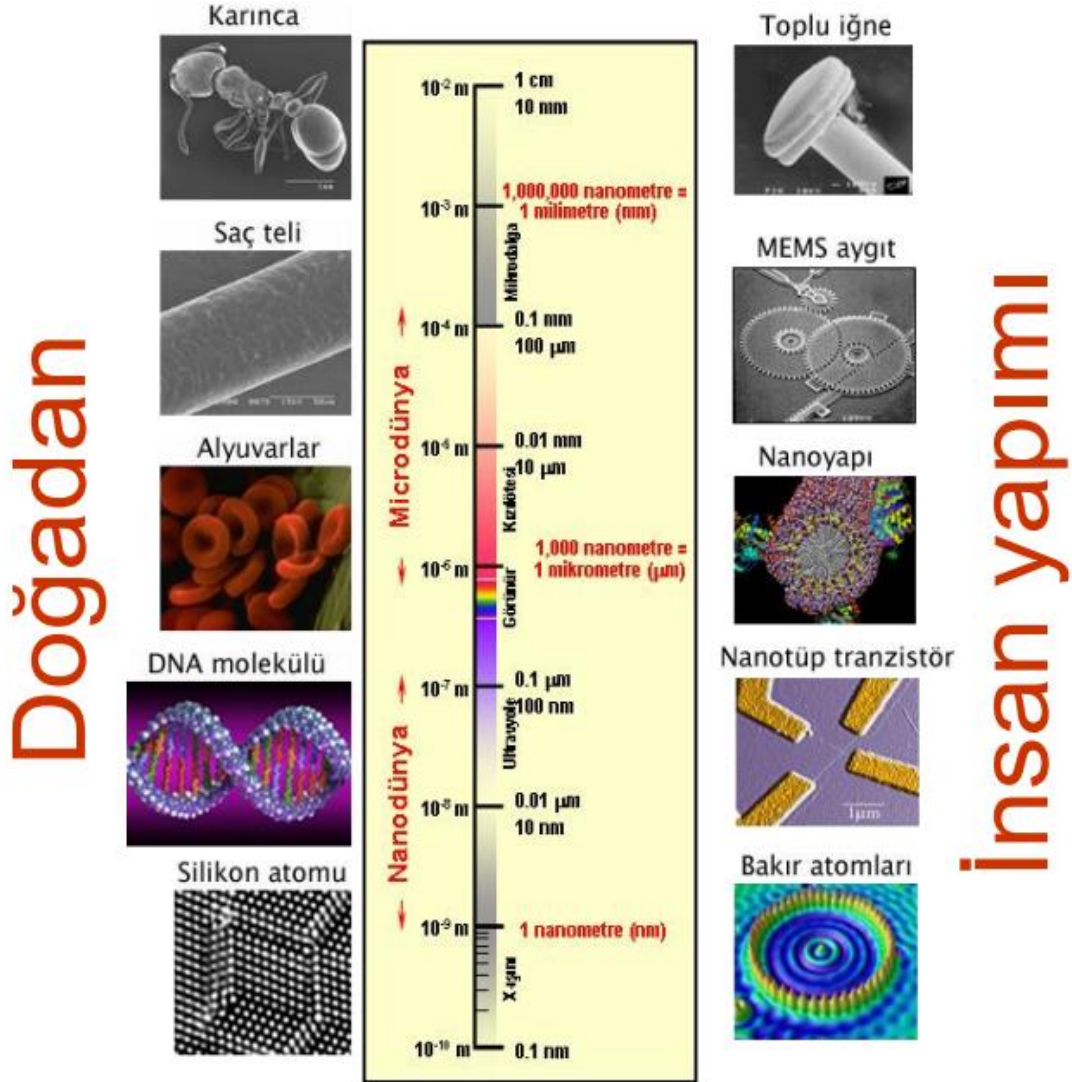 Karınca
Saç teli
Alyuvarlar
DNA molekülü
Silikon atomu
Doğadan
10⁻² m
1 cm
10 mm
1,000,000 nanometre =
10⁻³ m
1 milimetre (mm)
Mikrodalga
10⁻⁴ m
0.1 mm
100 µm
Microdünya
10⁻⁵ m
0.01 mm
10 µm
Kızılötesi
1,000 nanometre =
10⁻⁶ m
1 mikrometre (µm)
Görünür
10⁻⁷ m
0.1 µm
100 nm
Ultravyole
Nanodünya
10⁻⁸ m
0.01 µm
10 nm
10⁻⁹ m
1 nanometre (nm)
X-ışını
10⁻¹⁰ m
0.1 nm
Toplu iğne
MEMS aygıt
Nanoyapı
Nanotüp tranzistör
1µm
Bakır atomları
İnsan yapımı